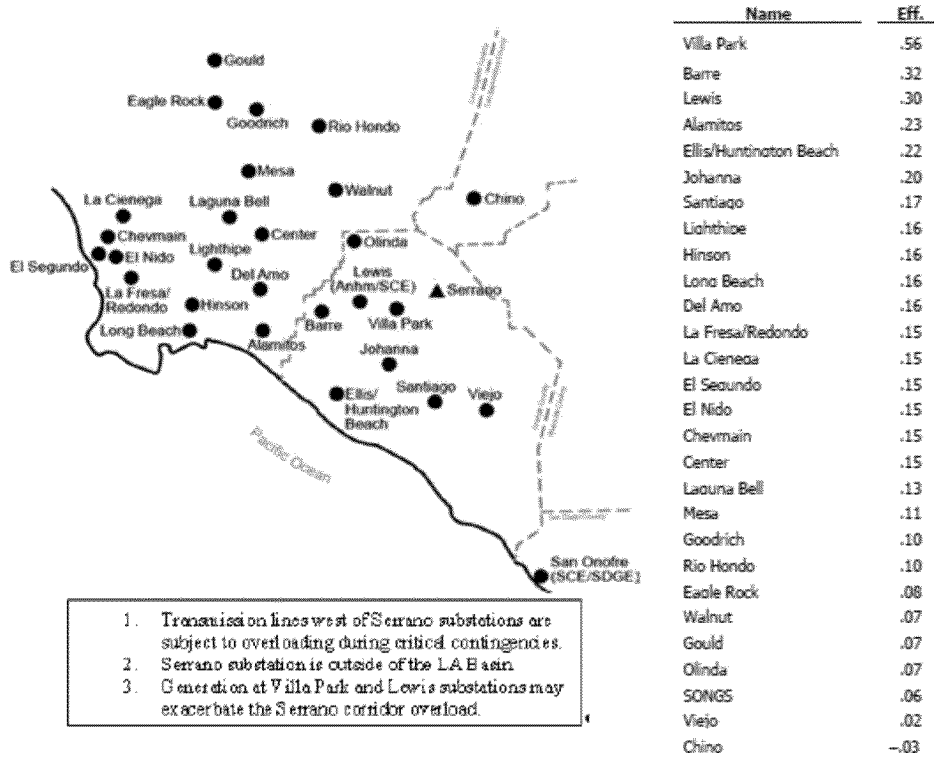 Gould
Eagle Rock
Goodrich
Rio Hondo
Mesa
Walnut
Chino
La Cienega
Laguna Bell
Chevmain
Center
Olinda
El Segundo
El Nido
Lighthipe
Del Amo
Lewis
(Anhm/SCE)
Serrano
La Fresa/
Redondo
Hinson
Barre
Villa Park
Long Beach
Alamitos
Johanna
Santiago
Viejo
Ellis/
Huntington
Beach
Pacific Ocean
San Onofre
(SCE/SDGE)
1. Transmission lines west of Serrano substations are
subject to overloading during critical contingencies.
2. Serrano substation is outside of the LA Basin
3. Generation at Villa Park and Lewis substations may
exacerbate the Serrano corridor overload.
Name Eff.
Villa Park .56
Barre .32
Lewis .30
Alamitos .23
Ellis/Huntington Beach .22
Johanna .20
Santiago .17
Lighthipe .16
Hinson .16
Long Beach .16
Del Amo .16
La Fresa/Redondo .15
La Cienega .15
El Segundo .15
El Nido .15
Chevmain .15
Center .15
Laguna Bell .13
Mesa .11
Goodrich .10
Rio Hondo .10
Eagle Rock .08
Walnut .07
Gould .07
Olinda .07
SONGS .06
Viejo .02
Chino -.03